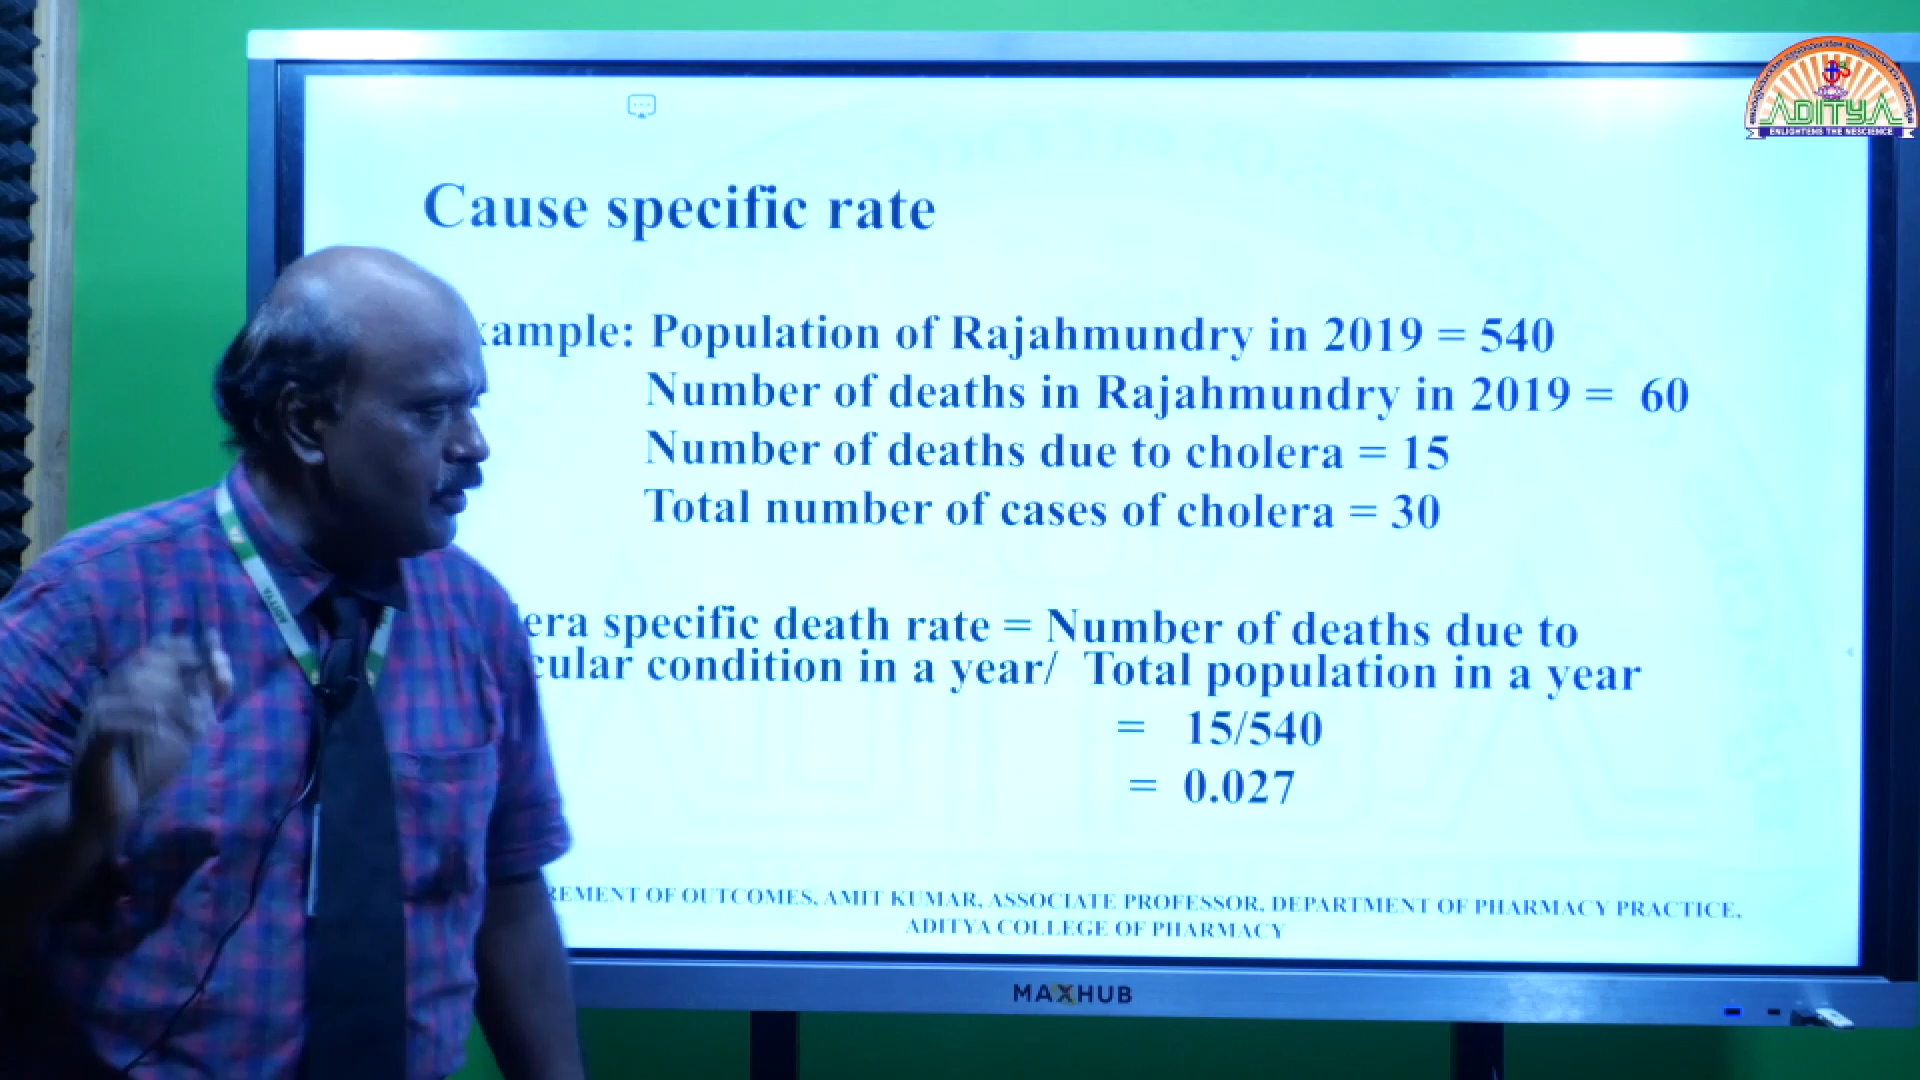 ADITYA
ENLIGHTENS THE NESCIENCE
Cause specific rate
xample: Population of Rajahmundry in 2019 = 540
Number of deaths in Rajahmundry in 2019 = 60
Number of deaths due to cholera = 15
Total number of cases of cholera = 30
era specific death rate = Number of deaths due to
cular condition in a year/ Total population in a year
= 15/540
= 0.027
REMENT OF OUTCOMES, AMIT KUMAR, ASSOCIATE PROFESSOR, DEPARTMENT OF PHARMACY PRACTICE,
ADITYA COLLEGE OF PHARMACY
MAXHUB